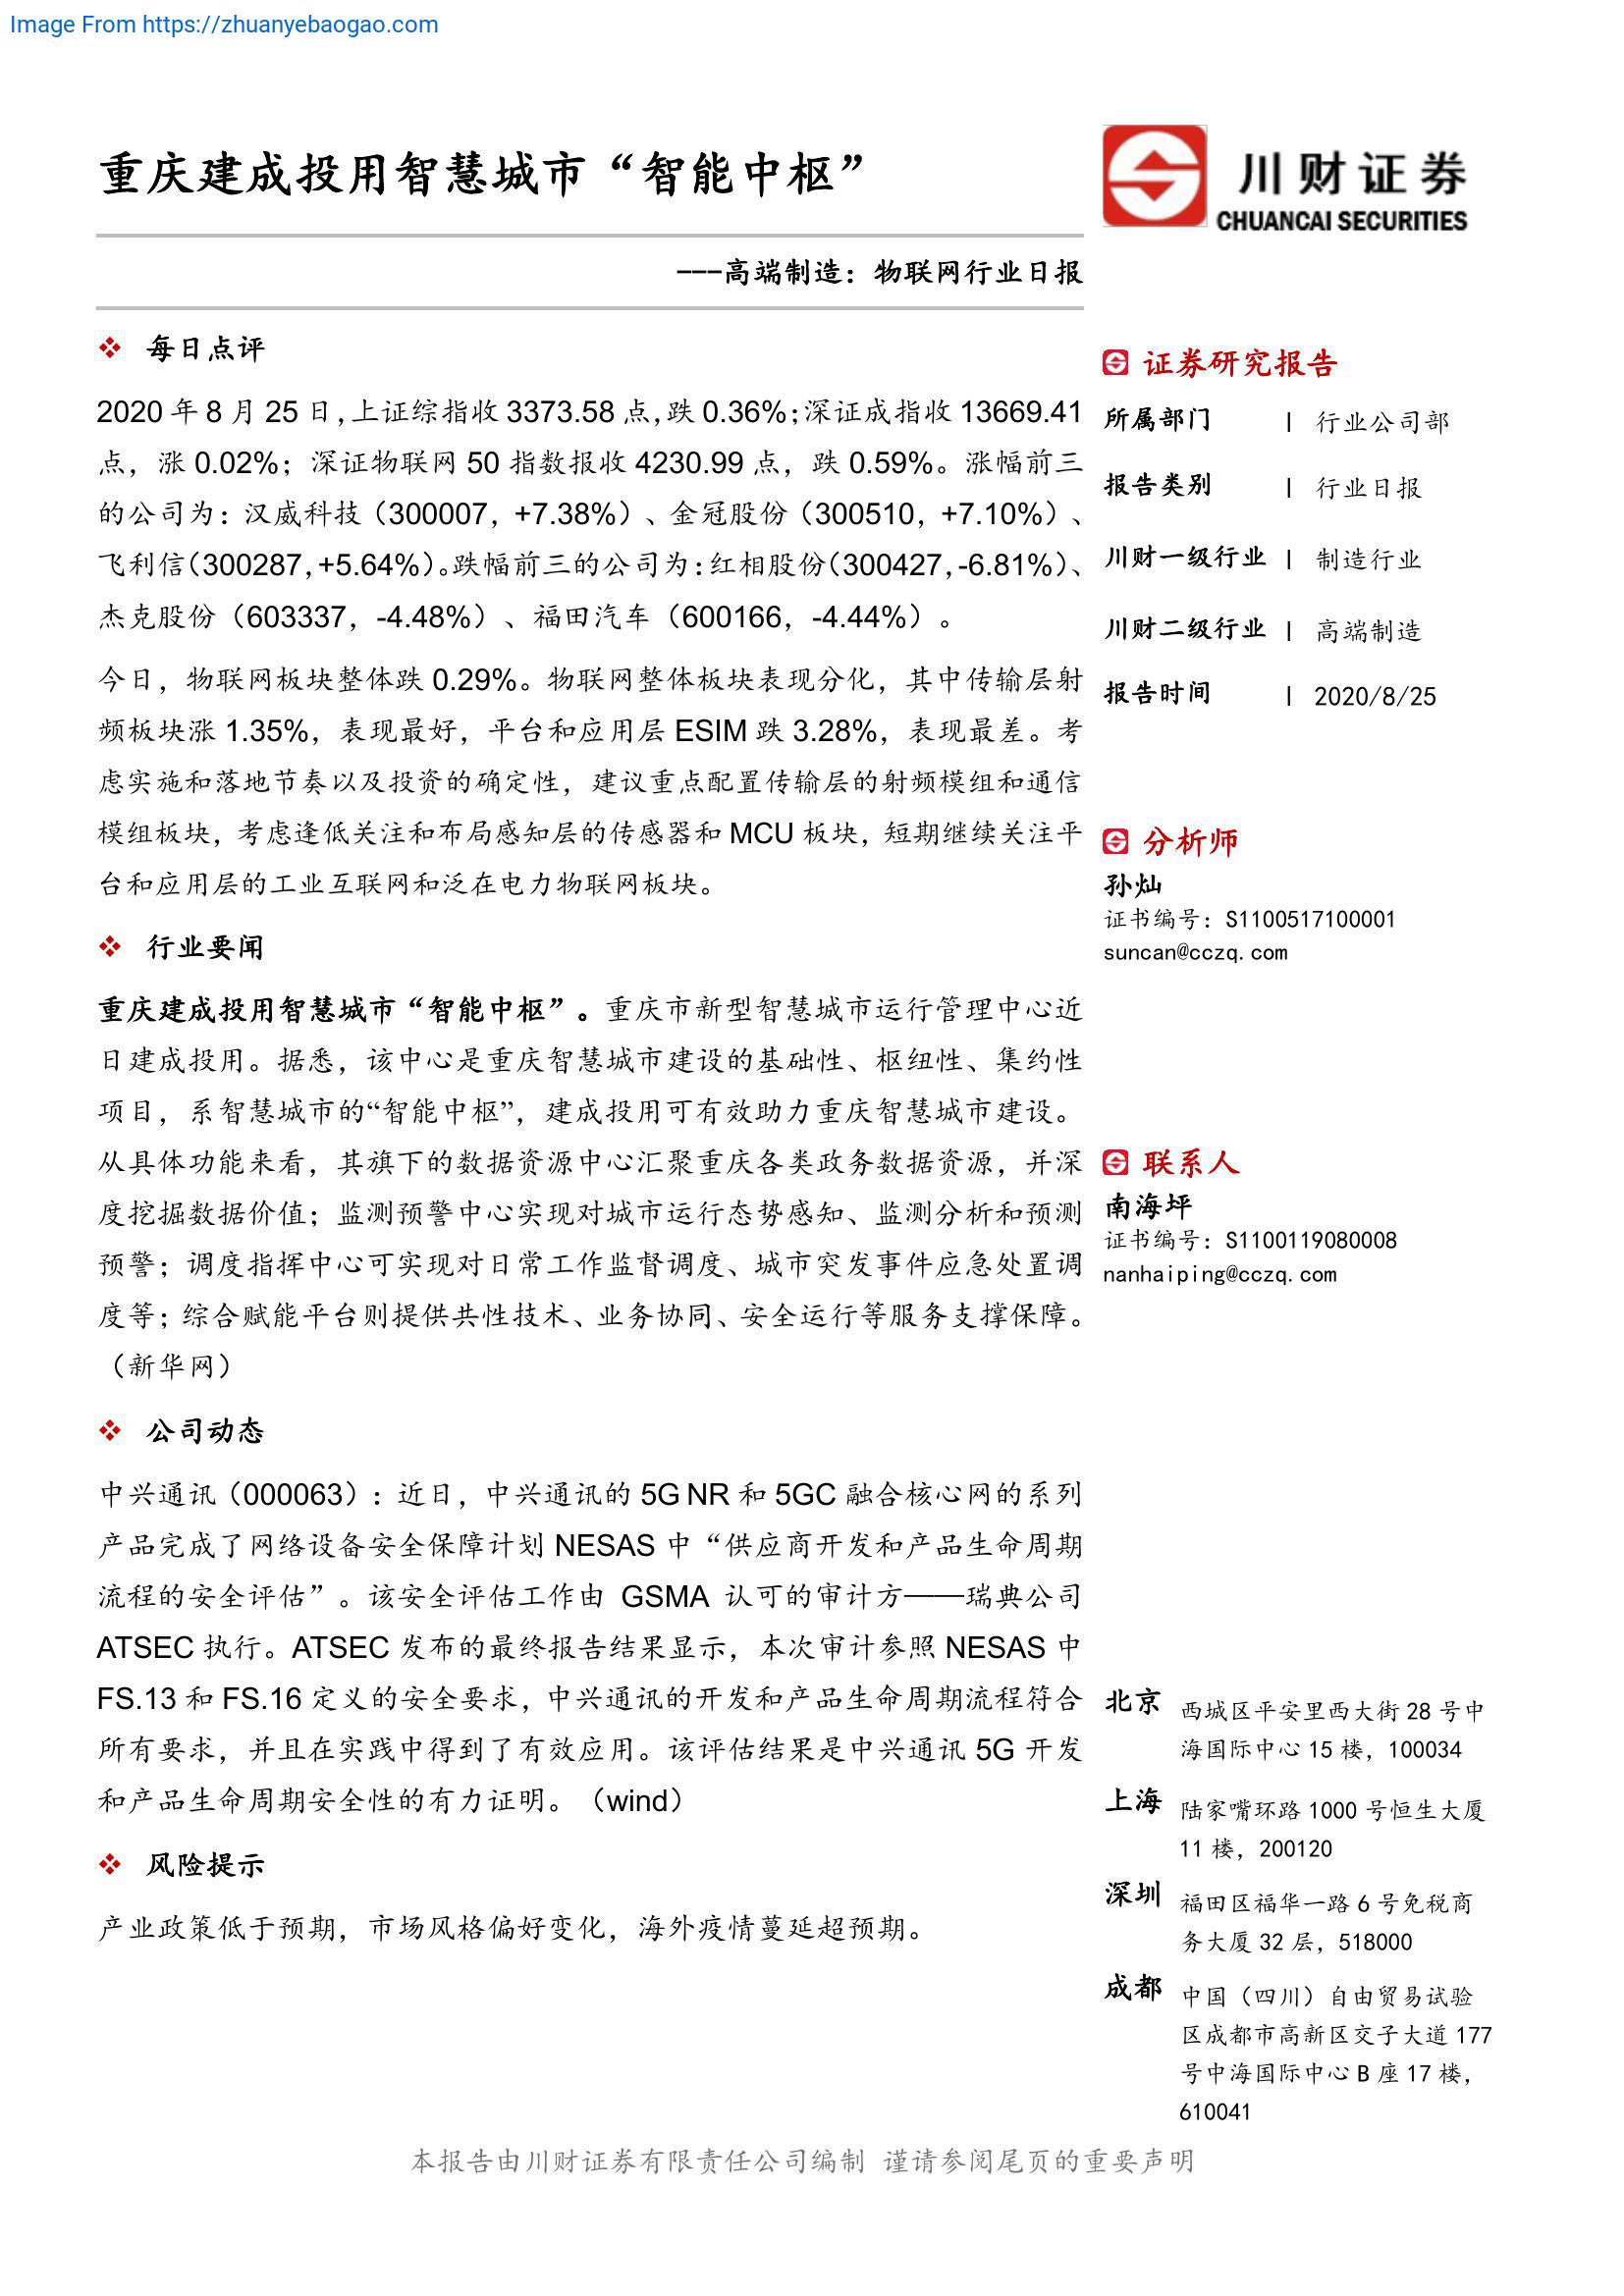 Image From https://zhuanyebaogao.com
重庆建成投用智慧城市“智能中枢”
川财证券
CHUANCAI SECURITIES
---高端制造：物联网行业日报
❖ 每日点评
2020 年 8 月 25 日，上证综指收 3373.58 点，跌 0.36%；深证成指收 13669.41
点，涨 0.02%；深证物联网 50 指数报收 4230.99 点，跌 0.59%。涨幅前三
的公司为：汉威科技（300007，+7.38%）、金冠股份（300510，+7.10%）、
飞利信（300287，+5.64%）。跌幅前三的公司为：红相股份（300427，-6.81%）、
杰克股份（603337，-4.48%）、福田汽车（600166，-4.44%）。
今日，物联网板块整体跌 0.29%。物联网整体板块表现分化，其中传输层射
频板块涨 1.35%，表现最好，平台和应用层 ESIM 跌 3.28%，表现最差。考
虑实施和落地节奏以及投资的确定性，建议重点配置传输层的射频模组和通信
模组板块，考虑逢低关注和布局感知层的传感器和 MCU 板块，短期继续关注平
台和应用层的工业互联网和泛在电力物联网板块。
❖ 行业要闻
重庆建成投用智慧城市“智能中枢”。重庆市新型智慧城市运行管理中心近
日建成投用。据悉，该中心是重庆智慧城市建设的基础性、枢纽性、集约性
项目，系智慧城市的“智能中枢”，建成投用可有效助力重庆智慧城市建设。
从具体功能来看，其旗下的数据资源中心汇聚重庆各类政务数据资源，并深
度挖掘数据价值；监测预警中心实现对城市运行态势感知、监测分析和预测
预警；调度指挥中心可实现对日常工作监督调度、城市突发事件应急处置调
度等；综合赋能平台则提供共性技术、业务协同、安全运行等服务支撑保障。
（新华网）
❖ 公司动态
中兴通讯（000063）：近日，中兴通讯的 5G NR 和 5GC 融合核心网的系列
产品完成了网络设备安全保障计划 NESAS 中“供应商开发和产品生命周期
流程的安全评估”。该安全评估工作由 GSMA 认可的审计方——瑞典公司
ATSEC 执行。ATSEC 发布的最终报告结果显示，本次审计参照 NESAS 中
FS.13 和 FS.16 定义的安全要求，中兴通讯的开发和产品生命周期流程符合
所有要求，并且在实践中得到了有效应用。该评估结果是中兴通讯 5G 开发
和产品生命周期安全性的有力证明。（wind）
❖ 风险提示
产业政策低于预期，市场风格偏好变化，海外疫情蔓延超预期。
证券研究报告
所属部门 | 行业公司部
报告类别 | 行业日报
川财一级行业 | 制造行业
川财二级行业 | 高端制造
报告时间 | 2020/8/25
分析师
孙灿
证书编号：S1100517100001
suncan@cczq.com
联系人
南海坪
证书编号：S1100119080008
nanhaiping@cczq.com
北京 西城区平安里西大街 28 号中
海国际中心 15 楼，100034
上海 陆家嘴环路 1000 号恒生大厦
11 楼，200120
深圳 福田区福华一路 6 号免税商
务大厦 32 层，518000
成都 中国（四川）自由贸易试验
区成都市高新区交子大道 177
号中海国际中心 B 座 17 楼，
610041
本报告由川财证券有限责任公司编制 谨请参阅尾页的重要声明